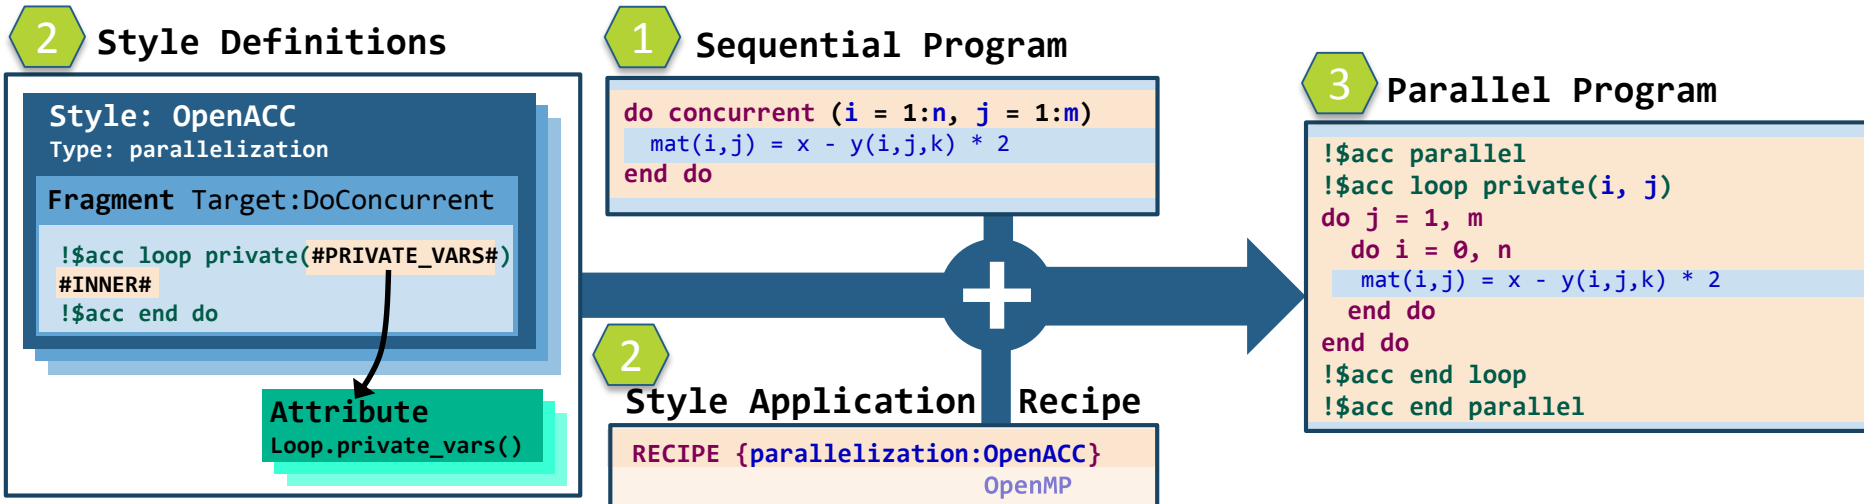 2 Style Definitions
Style: OpenACC
Type: parallelization
Fragment Target:DoConcurrent
!$acc loop private(#PRIVATE_VARS#)
#INNER#
!$acc end do
Attribute
Loop.private_vars()
1 Sequential Program
do concurrent (i = 1:n, j = 1:m)
mat(i,j) = x - y(i,j,k) * 2
end do
+
2
Style Application Recipe
RECIPE {parallelization:OpenACC}
OpenMP
3 Parallel Program
!$acc parallel
!$acc loop private(i, j)
do j = 1, m
do i = 0, n
mat(i,j) = x - y(i,j,k) * 2
end do
end do
!$acc end loop
!$acc end parallel